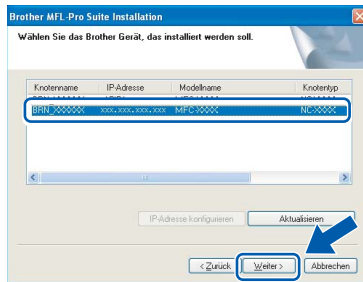 Brother MFL-Pro Suite Installation
Wählen Sie das Brother Gerät, das installiert werden soll.
Knotenname IP-Adresse Modellname Knotentyp
BRN_XXXXXX xxx.xxx.xxx.xxx MFC-XXXX NC-XXXX
IP-Adresse konfigurieren Aktualisieren
< Zurück Weiter > Abbrechen